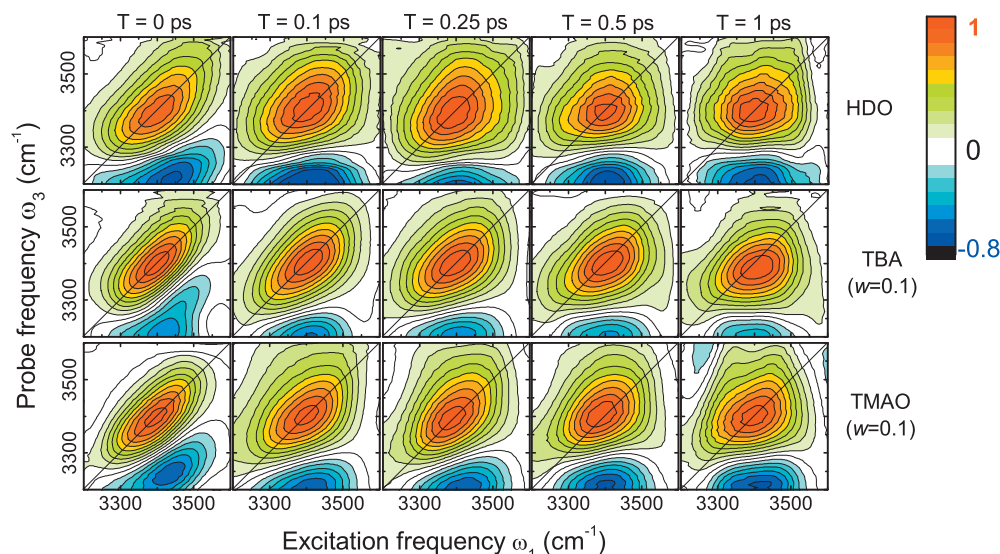 T = 0 ps T = 0.1 ps T = 0.25 ps T = 0.5 ps T = 1 ps
3500
3300
HDO
3500
3300
TBA
(w=0.1)
3500
3300
TMAO
(w=0.1)
3300 3500 3300 3500 3300 3500 3300 3500 3300 3500
Probe frequency ω3 (cm-1)
Excitation frequency ω1 (cm-1)
1
0
-0.8